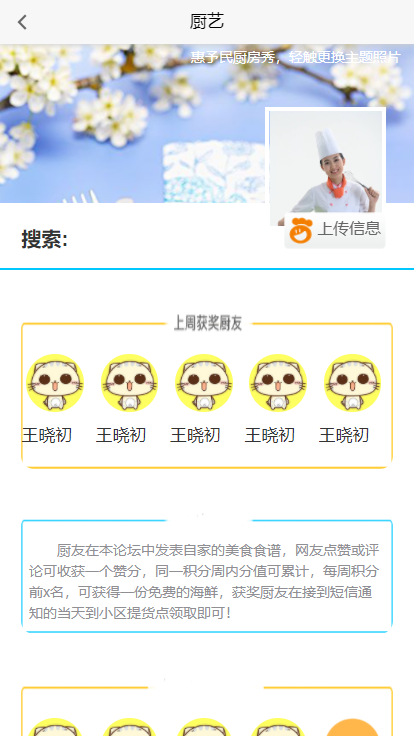 厨艺
惠予民厨房秀，轻触更换主题照片
上传信息
搜索:
上周获奖厨友
王晓初 王晓初 王晓初 王晓初 王晓初
厨友在本论坛中发表自家的美食食谱，网友点赞或评
论可收获一个赞分，同一积分周内分值可累计，每周积分
前x名，可获得一份免费的海鲜，获奖厨友在接到短信通
知的当天到小区提货点领取即可！